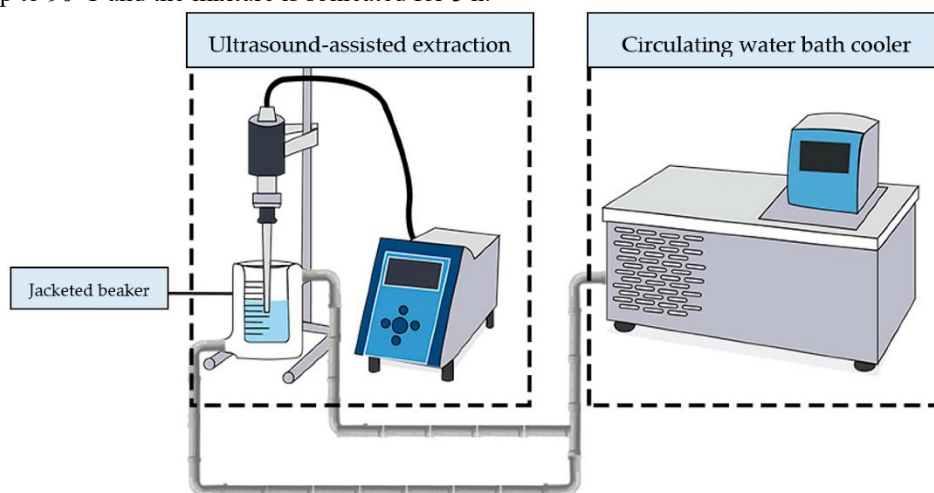 Ultrasound-assisted extraction
Circulating water bath cooler
Jacketed beaker